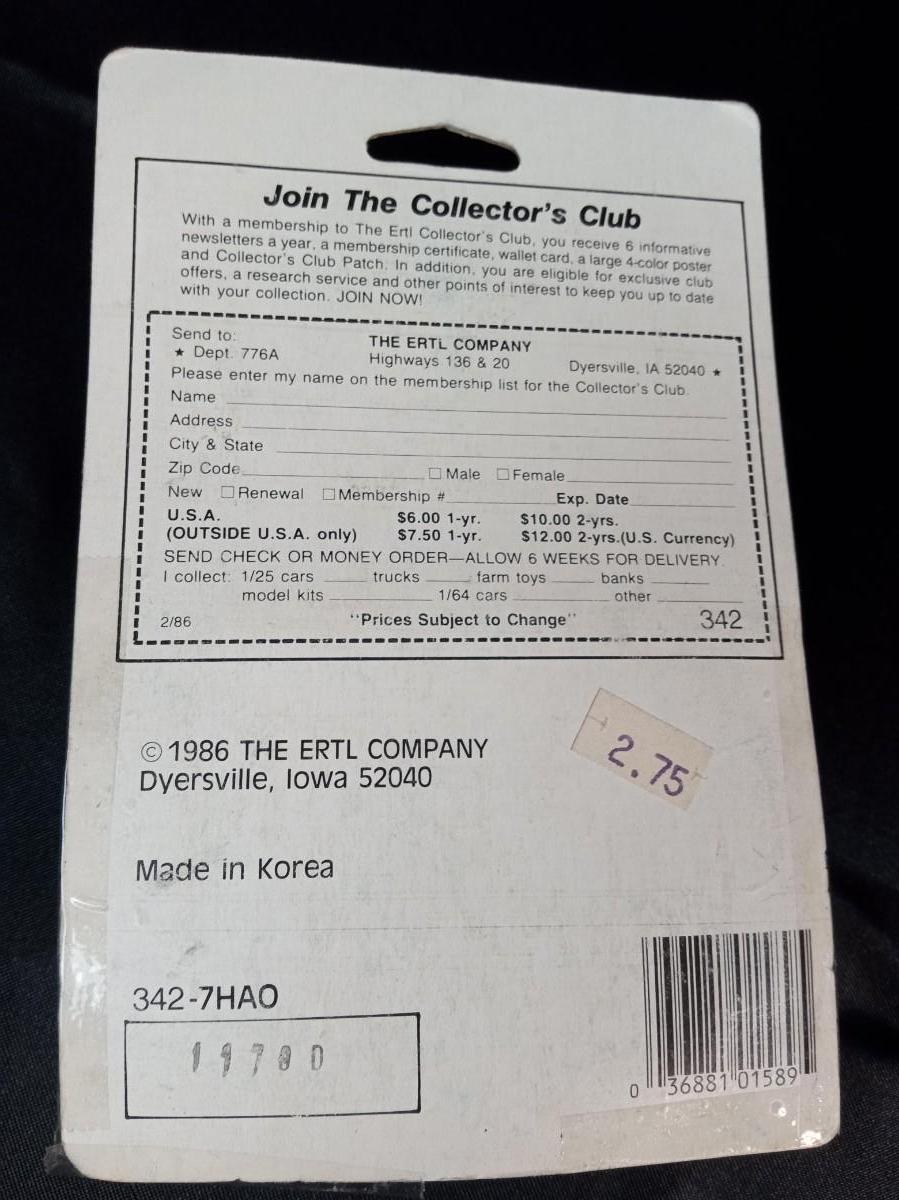 Join The Collector's Club
With a membership to The Ertl Collector's Club, you receive 6 informative
newsletters a year, a membership certificate, wallet card, a large 4-color poster
and Collector's Club Patch. In addition, you are eligible for exclusive club
offers, a research service and other points of interest to keep you up to date
with your collection. JOIN NOW!
Send to: THE ERTL COMPANY
★ Dept. 776A Highways 136 & 20 Dyersville, IA 52040 ★
Please enter my name on the membership list for the Collector's Club.
Name
Address
City & State
Zip Code □ Male □ Female
New □ Renewal □ Membership # Exp. Date
U.S.A. $6.00 1-yr. $10.00 2-yrs.
(OUTSIDE U.S.A. only) $7.50 1-yr. $12.00 2-yrs.(U.S. Currency)
SEND CHECK OR MONEY ORDER—ALLOW 6 WEEKS FOR DELIVERY.
I collect: 1/25 cars trucks farm toys banks
model kits 1/64 cars other
2/86 "Prices Subject to Change" 342
© 1986 THE ERTL COMPANY
Dyersville, Iowa 52040
2.75
Made in Korea
342-7HAO
0 36881 01589